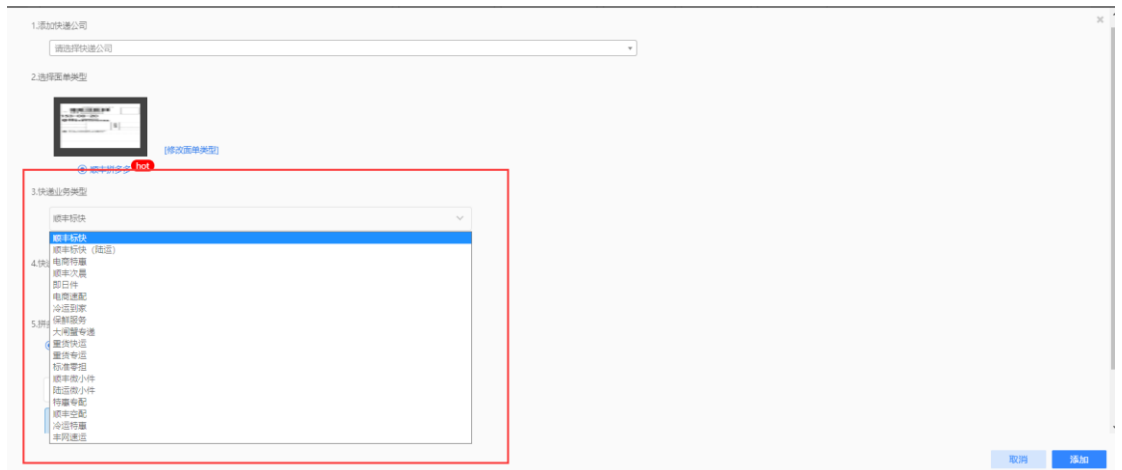 1.添加快递公司
请选择快递公司
2.选择面单类型
[修改面单类型]
顺丰拼多多
hot
3.快递业务类型
顺丰标快
顺丰标快
顺丰标快（陆运）
电商特惠
顺丰次晨
即日件
电商速配
冷运到家
保鲜服务
大闸蟹专递
重货快运
重货专运
标准零担
顺丰微小件
陆运微小件
特惠专配
顺丰空配
冷运特惠
丰网速运
4.快
5.拼
取消
添加